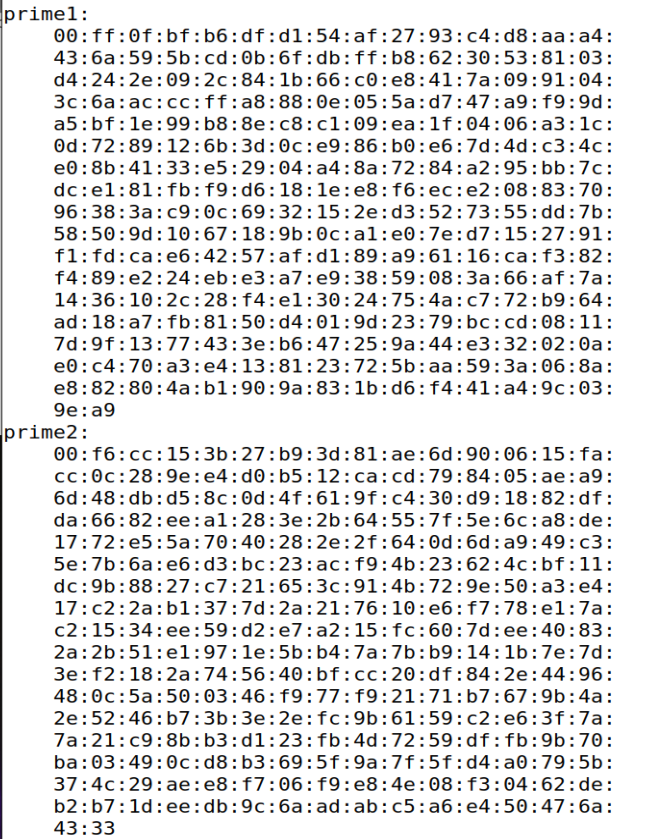 prime1:
00:ff:0f:bf:b6:df:d1:54:af:27:93:c4:d8:aa:a4:
43:6a:59:5b:cd:0b:6f:db:ff:b8:62:30:53:81:03:
d4:24:2e:09:2c:84:1b:66:c0:e8:41:7a:09:91:04:
3c:6a:ac:cc:ff:a8:88:0e:05:5a:d7:47:a9:f9:9d:
a5:bf:1e:99:b8:8e:c8:c1:09:ea:1f:04:06:a3:1c:
0d:72:89:12:6b:3d:0c:e9:86:b0:e6:7d:4d:c3:4c:
e0:8b:41:33:e5:29:04:a4:8a:72:84:a2:95:bb:7c:
dc:e1:81:fb:f9:d6:18:1e:e8:f6:ec:e2:08:83:70:
96:38:3a:c9:0c:69:32:15:2e:d3:52:73:55:dd:7b:
58:50:9d:10:67:18:9b:0c:a1:e0:7e:d7:15:27:91:
f1:fd:ca:e6:42:57:af:d1:89:a9:61:16:ca:f3:82:
f4:89:e2:24:eb:e3:a7:e9:38:59:08:3a:66:af:7a:
14:36:10:2c:28:f4:e1:30:24:75:4a:c7:72:b9:64:
ad:18:a7:fb:81:50:d4:01:9d:23:79:bc:cd:08:11:
7d:9f:13:77:43:3e:b6:47:25:9a:44:e3:32:02:0a:
e0:c4:70:a3:e4:13:81:23:72:5b:aa:59:3a:06:8a:
e8:82:80:4a:b1:90:9a:83:1b:d6:f4:41:a4:9c:03:
9e:a9
prime2:
00:f6:cc:15:3b:27:b9:3d:81:ae:6d:90:06:15:fa:
cc:0c:28:9e:e4:d0:b5:12:ca:cd:79:84:05:ae:a9:
6d:48:db:d5:8c:0d:4f:61:9f:c4:30:d9:18:82:df:
da:66:82:ee:a1:28:3e:2b:64:55:7f:5e:6c:a8:de:
17:72:e5:5a:70:40:28:2e:2f:64:0d:6d:a9:49:c3:
5e:7b:6a:e6:d3:bc:23:ac:f9:4b:23:62:4c:bf:11:
dc:9b:88:27:c7:21:65:3c:91:4b:72:9e:50:a3:e4:
17:c2:2a:b1:37:7d:2a:21:76:10:e6:f7:78:e1:7a:
c2:15:34:ee:59:d2:e7:a2:15:fc:60:7d:ee:40:83:
2a:2b:51:e1:97:1e:5b:b4:7a:7b:b9:14:1b:7e:7d:
3e:f2:18:2a:74:56:40:bf:cc:20:df:84:2e:44:96:
48:0c:5a:50:03:46:f9:77:f9:21:71:b7:67:9b:4a:
2e:52:46:b7:3b:3e:2e:fc:9b:61:59:c2:e6:3f:7a:
7a:21:c9:8b:b3:d1:23:fb:4d:72:59:df:fb:9b:70:
ba:03:49:0c:d8:b3:69:5f:9a:7f:5f:d4:a0:79:5b:
37:4c:29:ae:e8:f7:06:f9:e8:4e:08:f3:04:62:de:
b2:b7:1d:ee:db:9c:6a:ad:ab:c5:a6:e4:50:47:6a:
43:33